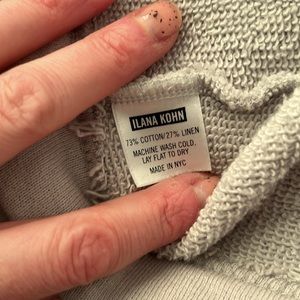 ILANA KOHN
73% COTTON/27% LINEN
MACHINE WASH COLD,
LAY FLAT TO DRY
MADE IN NYC